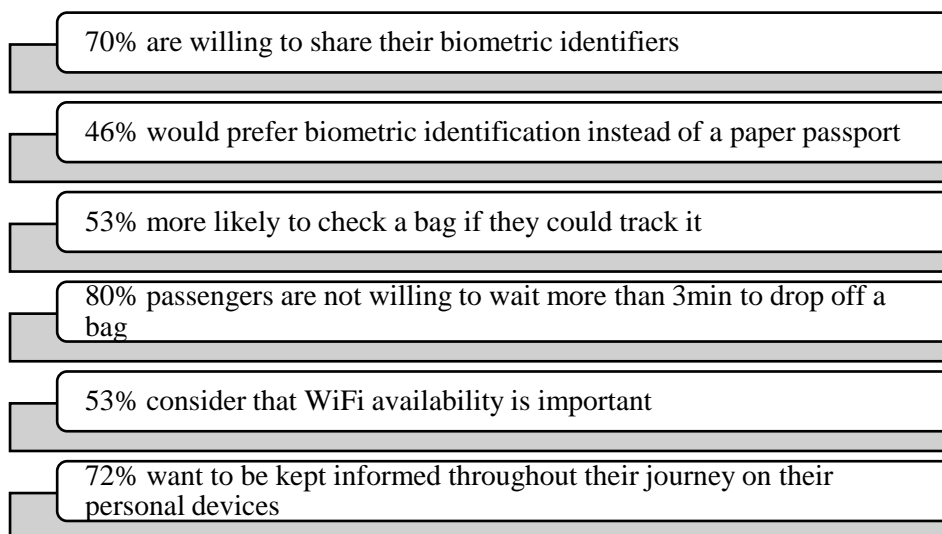 70% are willing to share their biometric identifiers
46% would prefer biometric identification instead of a paper passport
53% more likely to check a bag if they could track it
80% passengers are not willing to wait more than 3min to drop off a
bag
53% consider that WiFi availability is important
72% want to be kept informed throughout their journey on their
personal devices